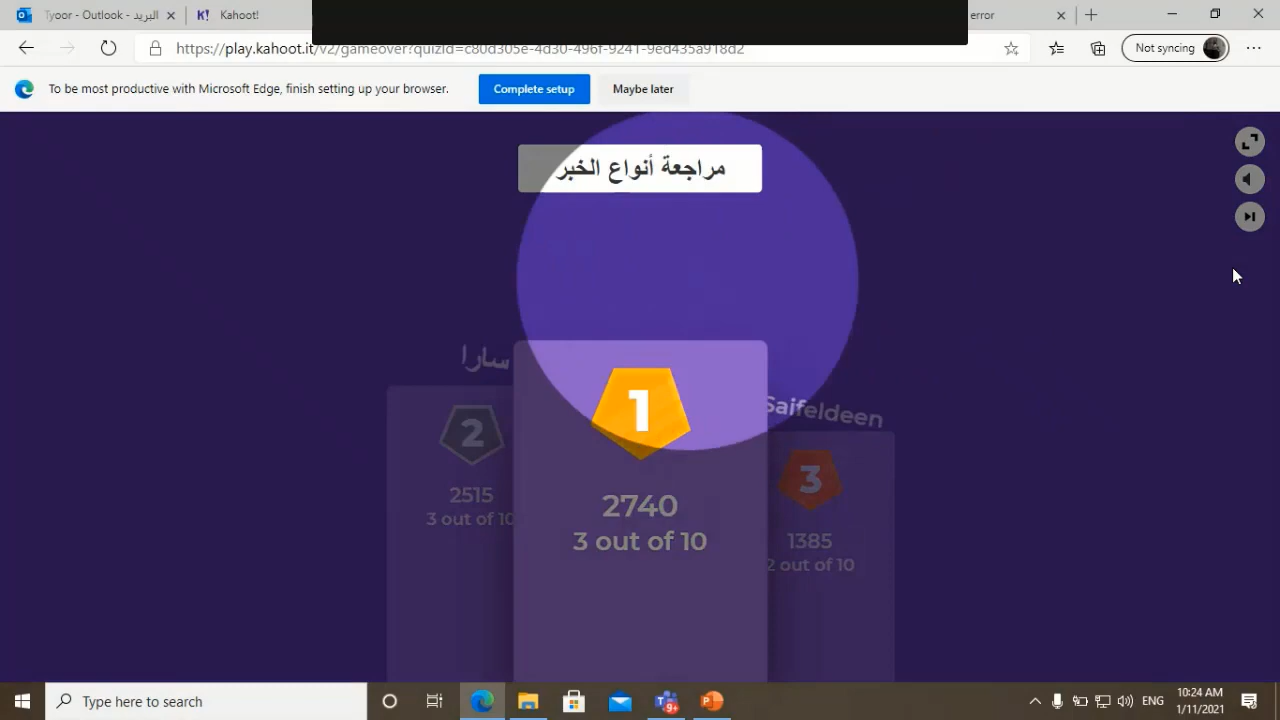 Tyoor - Outlook - البريد
Kahoot!
error
Not syncing
https://play.kahoot.it/v2/gameover?quizId=c80d305e-4d30-496f-9241-9ed435a918d2
To be most productive with Microsoft Edge, finish setting up your browser.
Complete setup
Maybe later
مراجعة أنواع الخبر
سارا
Saifeldeen
1
2
3
2515
3 out of 10
2740
3 out of 10
1385
2 out of 10
Type here to search
9+
ENG
10:24 AM
1/11/2021